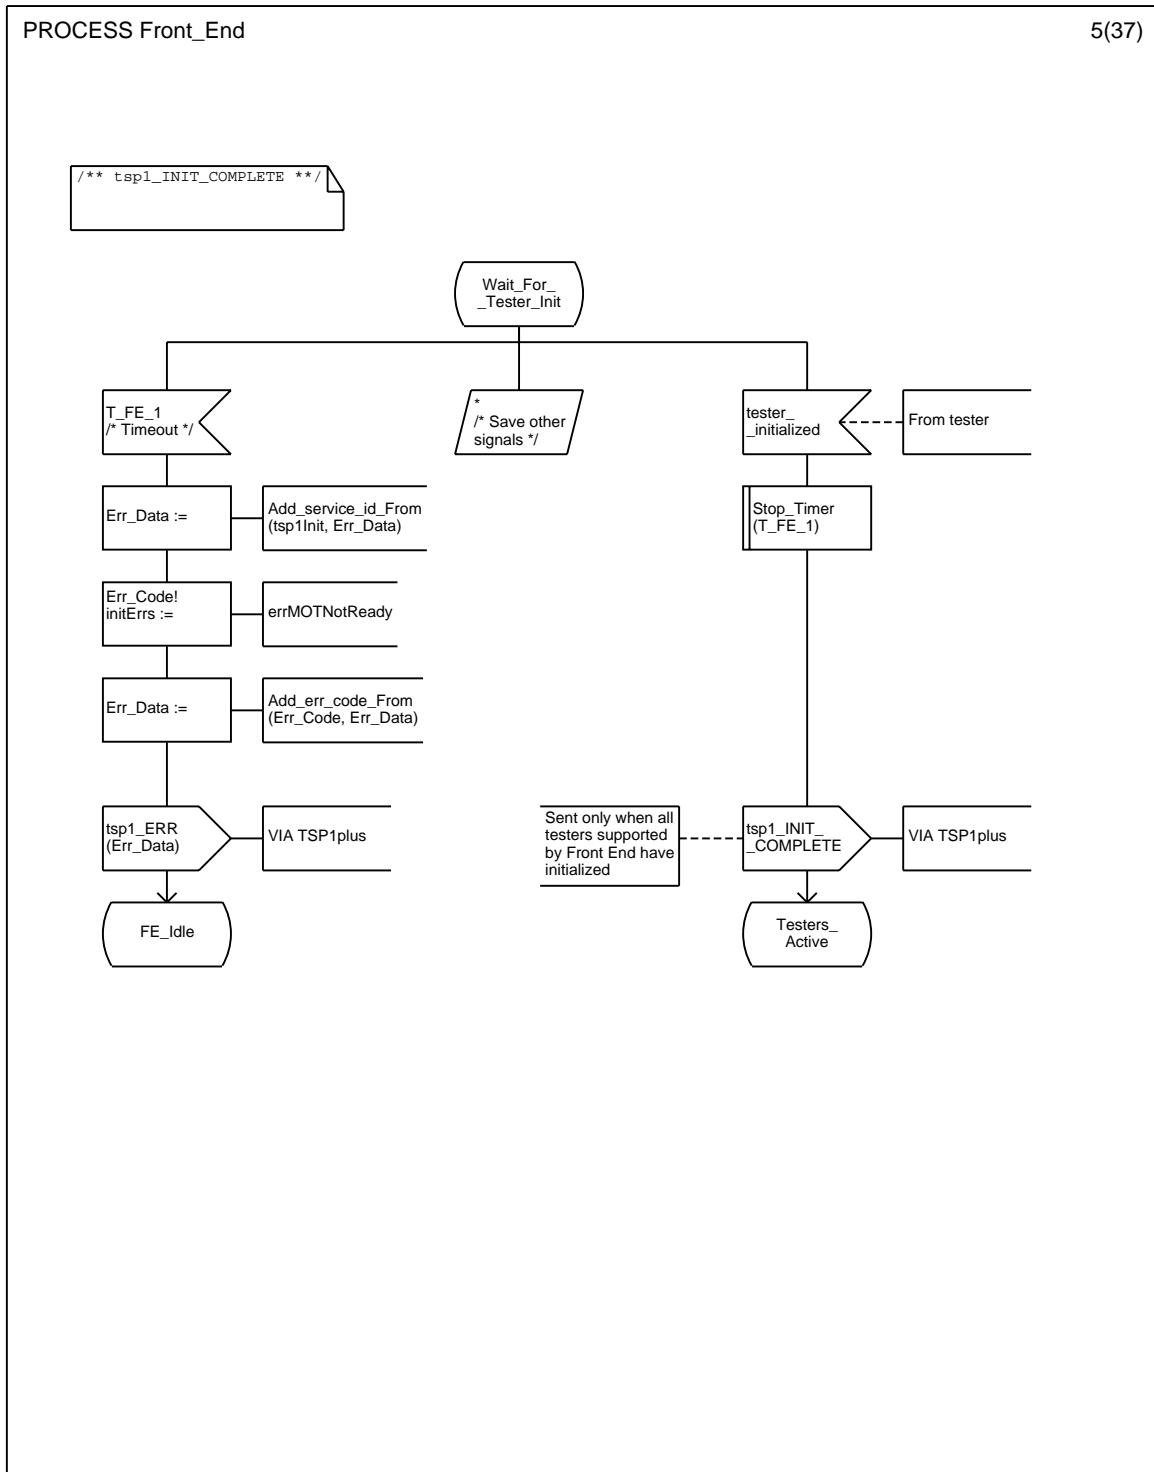 PROCESS Front_End
5(37)
/** tsp1_INIT_COMPLETE **/
Wait_For_
_Tester_Init
T_FE_1
/* Timeout */
*
/* Save other
signals */
tester_
_initialized
From tester
Err_Data :=
Add_service_id_From
(tsp1Init, Err_Data)
Stop_Timer
(T_FE_1)
Err_Code!
initErrs :=
errMOTNotReady
Err_Data :=
Add_err_code_From
(Err_Code, Err_Data)
tsp1_ERR
(Err_Data)
VIA TSP1plus
Sent only when all
testers supported
by Front End have
initialized
tsp1_INIT_
_COMPLETE
VIA TSP1plus
FE_Idle
Testers_
Active